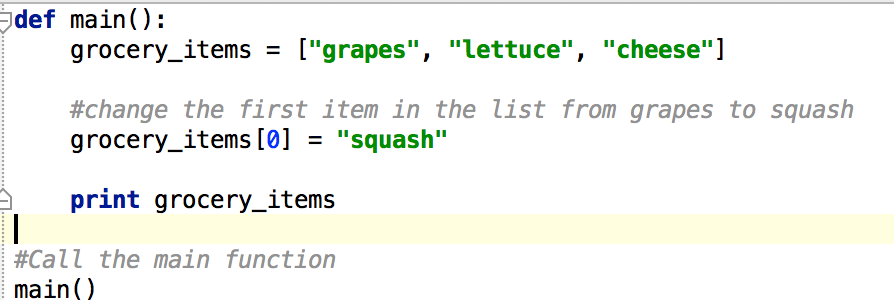 def main():
    grocery_items = ["grapes", "lettuce", "cheese"]
    #change the first item in the list from grapes to squash
    grocery_items[0] = "squash"
    print grocery_items
#Call the main function
main()